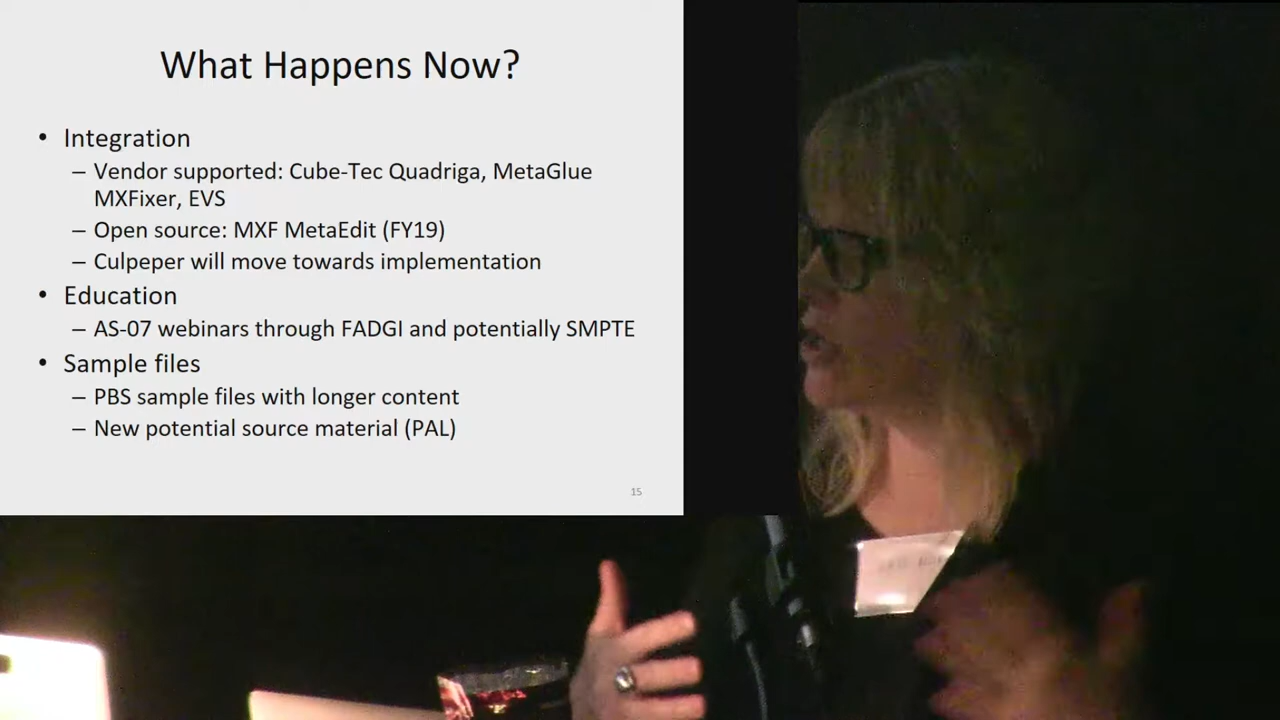 What Happens Now?
• Integration
– Vendor supported: Cube-Tec Quadriga, MetaGlue
MXFixer, EVS
– Open source: MXF MetaEdit (FY19)
– Culpeper will move towards implementation
• Education
– AS-07 webinars through FADGI and potentially SMPTE
• Sample files
– PBS sample files with longer content
– New potential source material (PAL)
15